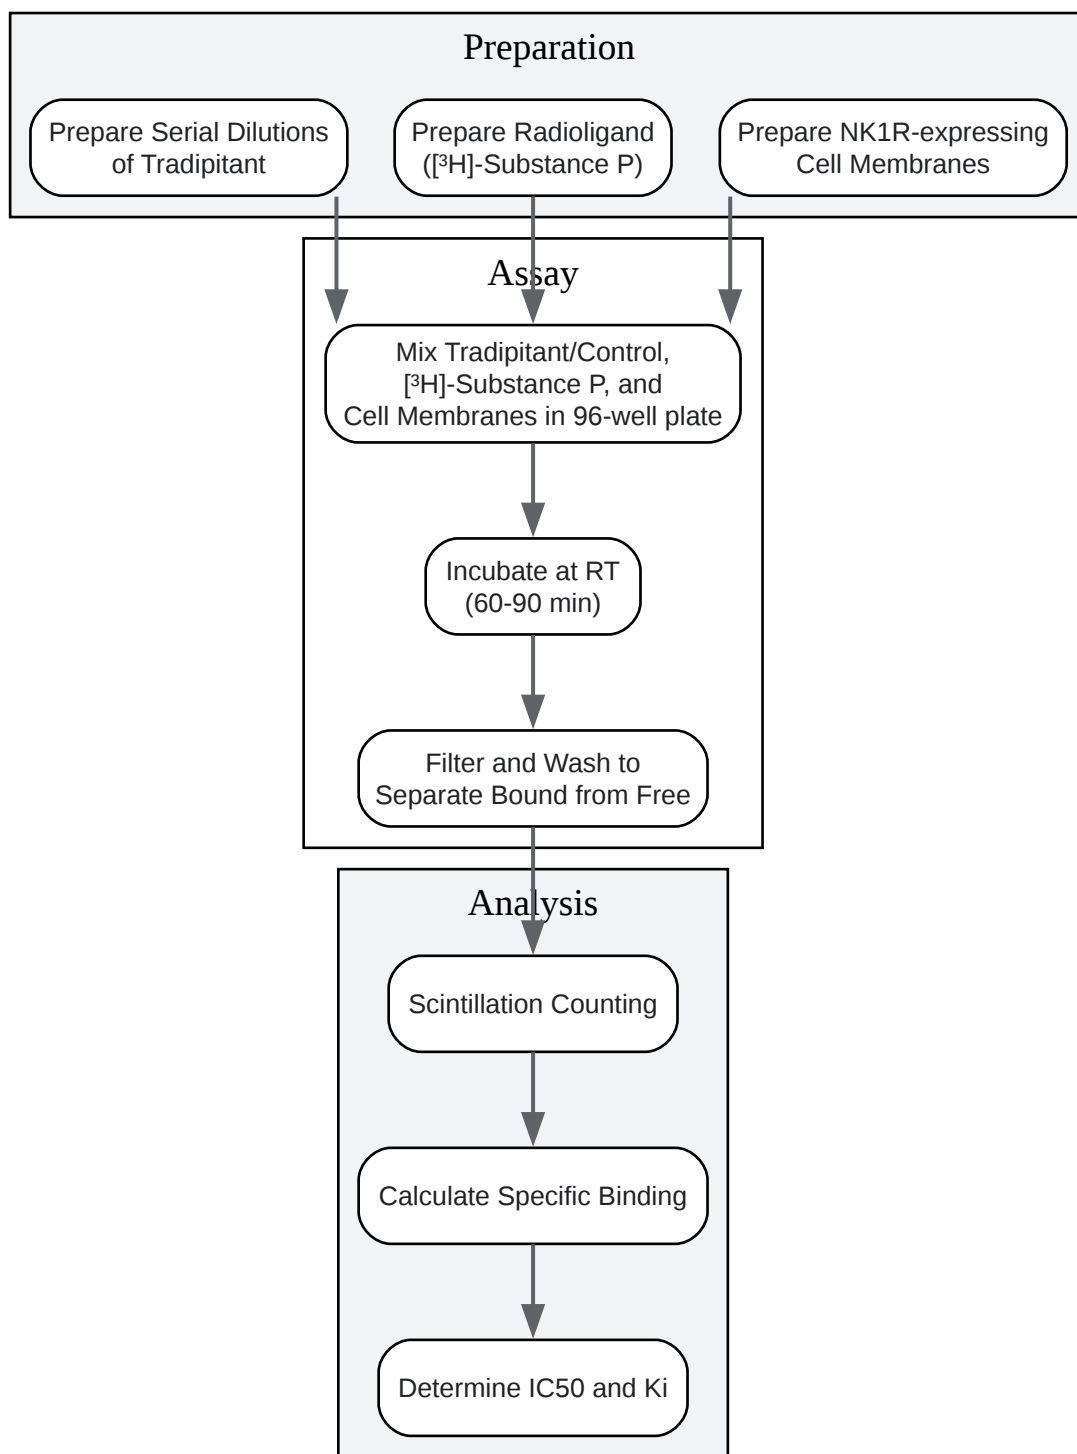 Preparation
Prepare Serial Dilutions
of Tradipitant
Prepare Radioligand
([³H]-Substance P)
Prepare NK1R-expressing
Cell Membranes
Assay
Mix Tradipitant/Control,
[³H]-Substance P, and
Cell Membranes in 96-well plate
Incubate at RT
(60-90 min)
Filter and Wash to
Separate Bound from Free
Analysis
Scintillation Counting
Calculate Specific Binding
Determine IC50 and Ki